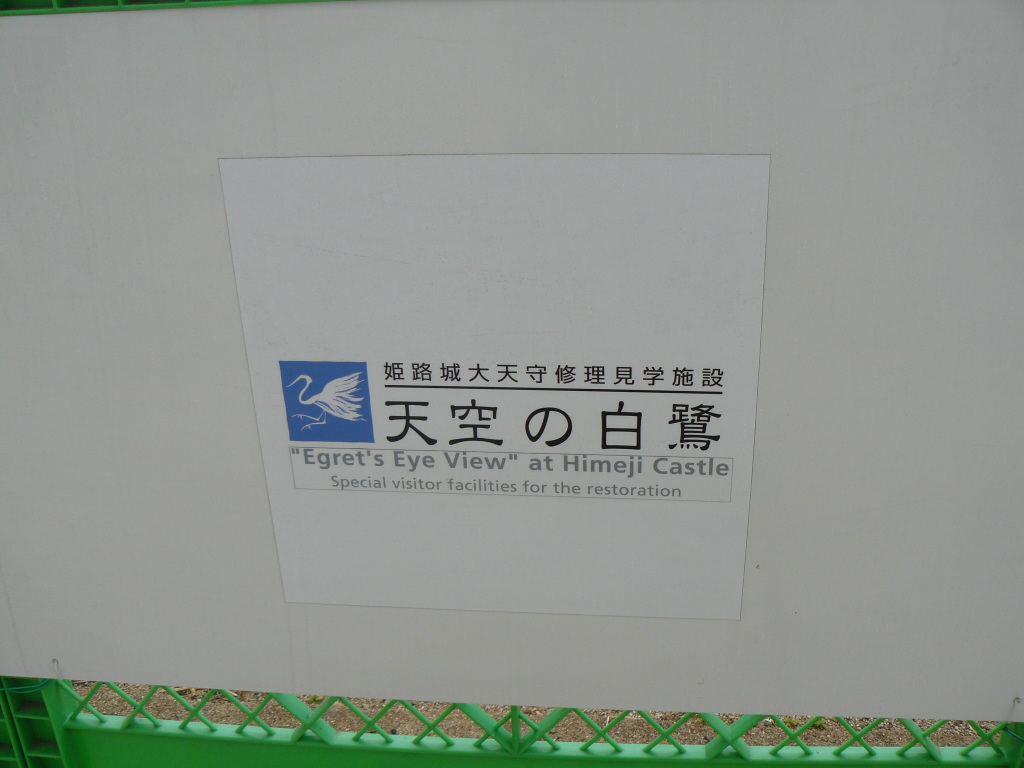 姫路城大天守修理見学施設
天空の白鷺
"Egret's Eye View" at Himeji Castle
Special visitor facilities for the restoration